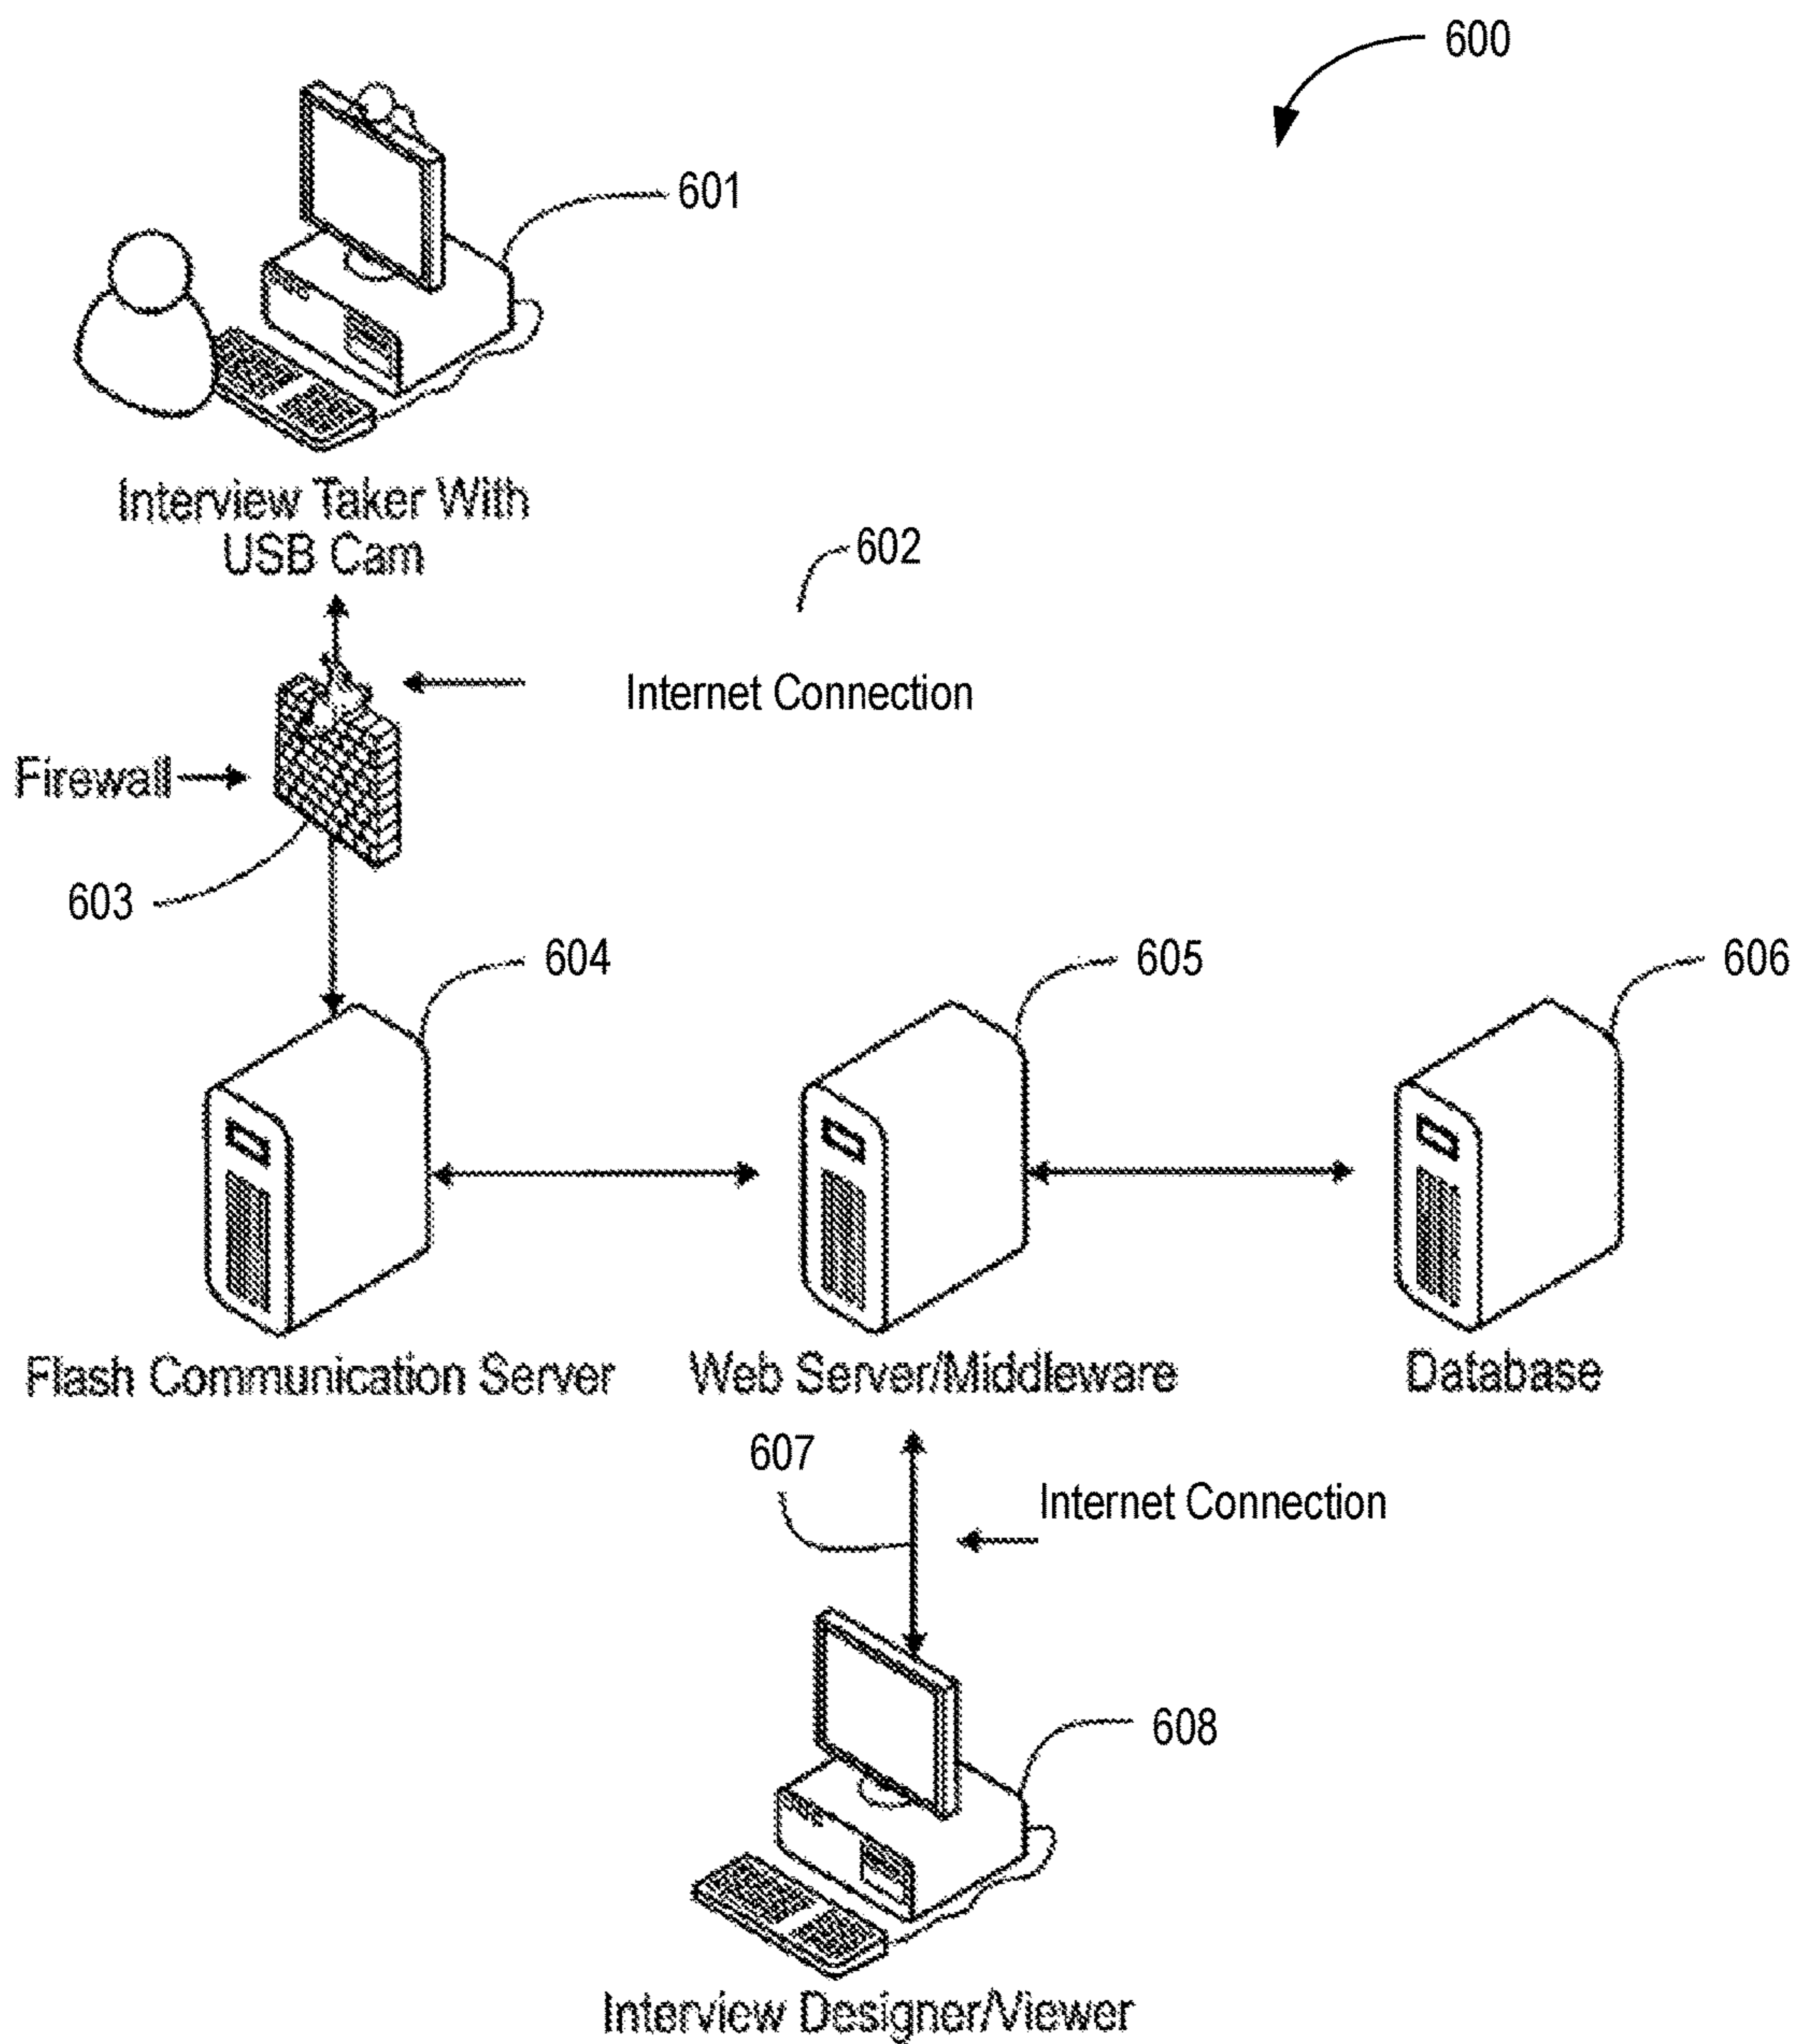 600
601
Interview Taker With
USB Cam
602
Internet Connection
Firewall
603
604
605
606
Flash Communication Server
Web Server/Middleware
Database
607
Internet Connection
608
Interview Designer/Viewer